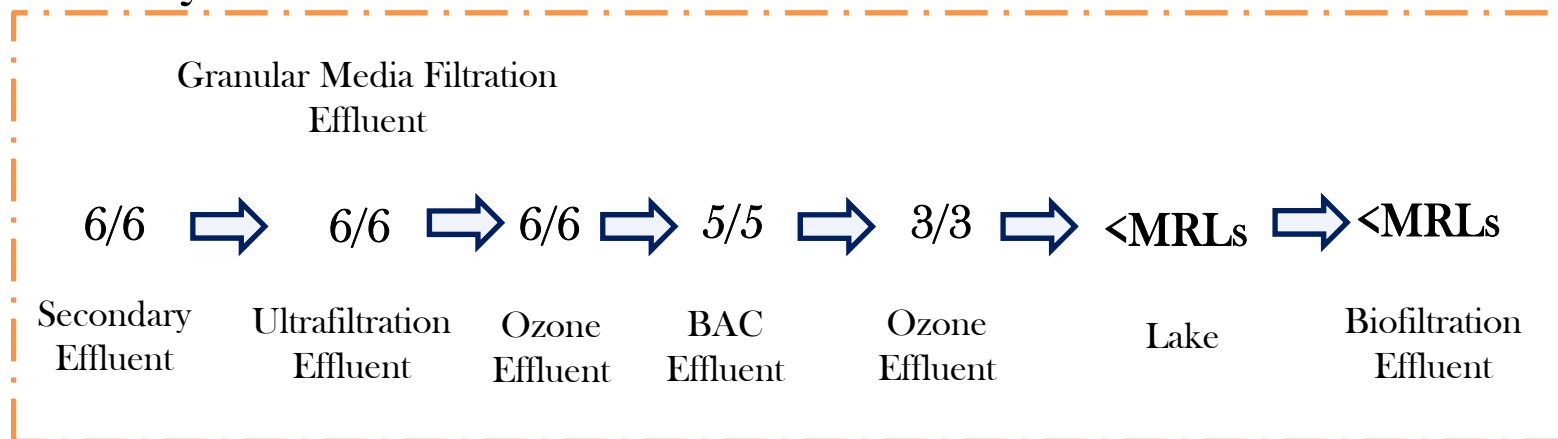 y
Granular Media Filtration
Effluent
6/6
6/6
6/6
5/5
3/3
<MRLs
<MRLs
Secondary
Effluent
Ultrafiltration
Effluent
Ozone
Effluent
BAC
Effluent
Ozone
Effluent
Lake
Biofiltration
Effluent